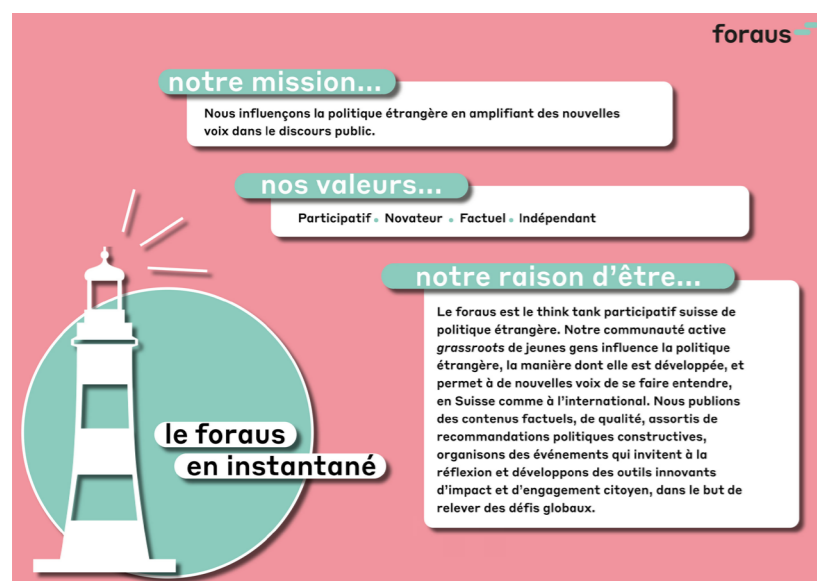 foraus
notre mission...
Nous influençons la politique étrangère en amplifiant des nouvelles
voix dans le discours public.
nos valeurs...
Participatif • Novateur • Factuel • Indépendant
notre raison d’être...
Le foraus est le think tank participatif suisse de
politique étrangère. Notre communauté active
grassroots de jeunes gens influence la politique
étrangère, la manière dont elle est développée, et
permet à de nouvelles voix de se faire entendre,
en Suisse comme à l’international. Nous publions
des contenus factuels, de qualité, assortis de
recommandations politiques constructives,
organisons des événements qui invitent à la
réflexion et développons des outils innovants
d’impact et d’engagement citoyen, dans le but de
relever des défis globaux.
le foraus
en instantané